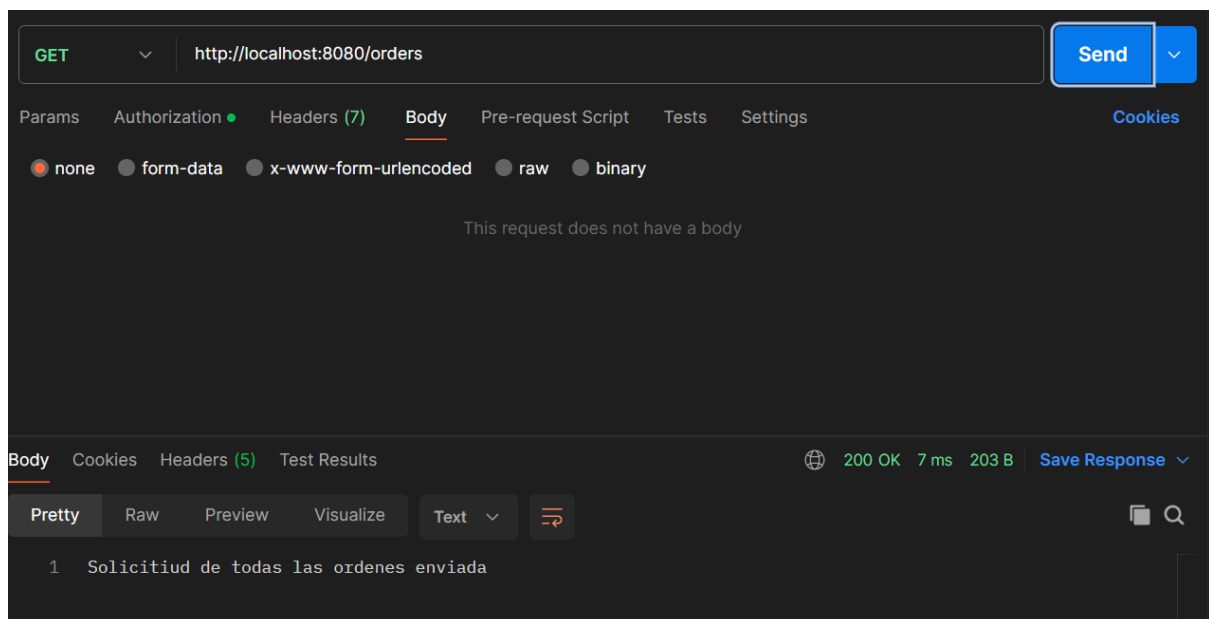 GET http://localhost:8080/orders Send
Params Authorization Headers (7) Body Pre-request Script Tests Settings Cookies
none form-data x-www-form-urlencoded raw binary
This request does not have a body
Body Cookies Headers (5) Test Results 200 OK 7 ms 203 B Save Response
Pretty Raw Preview Visualize Text
1 Solicitiud de todas las ordenes enviada